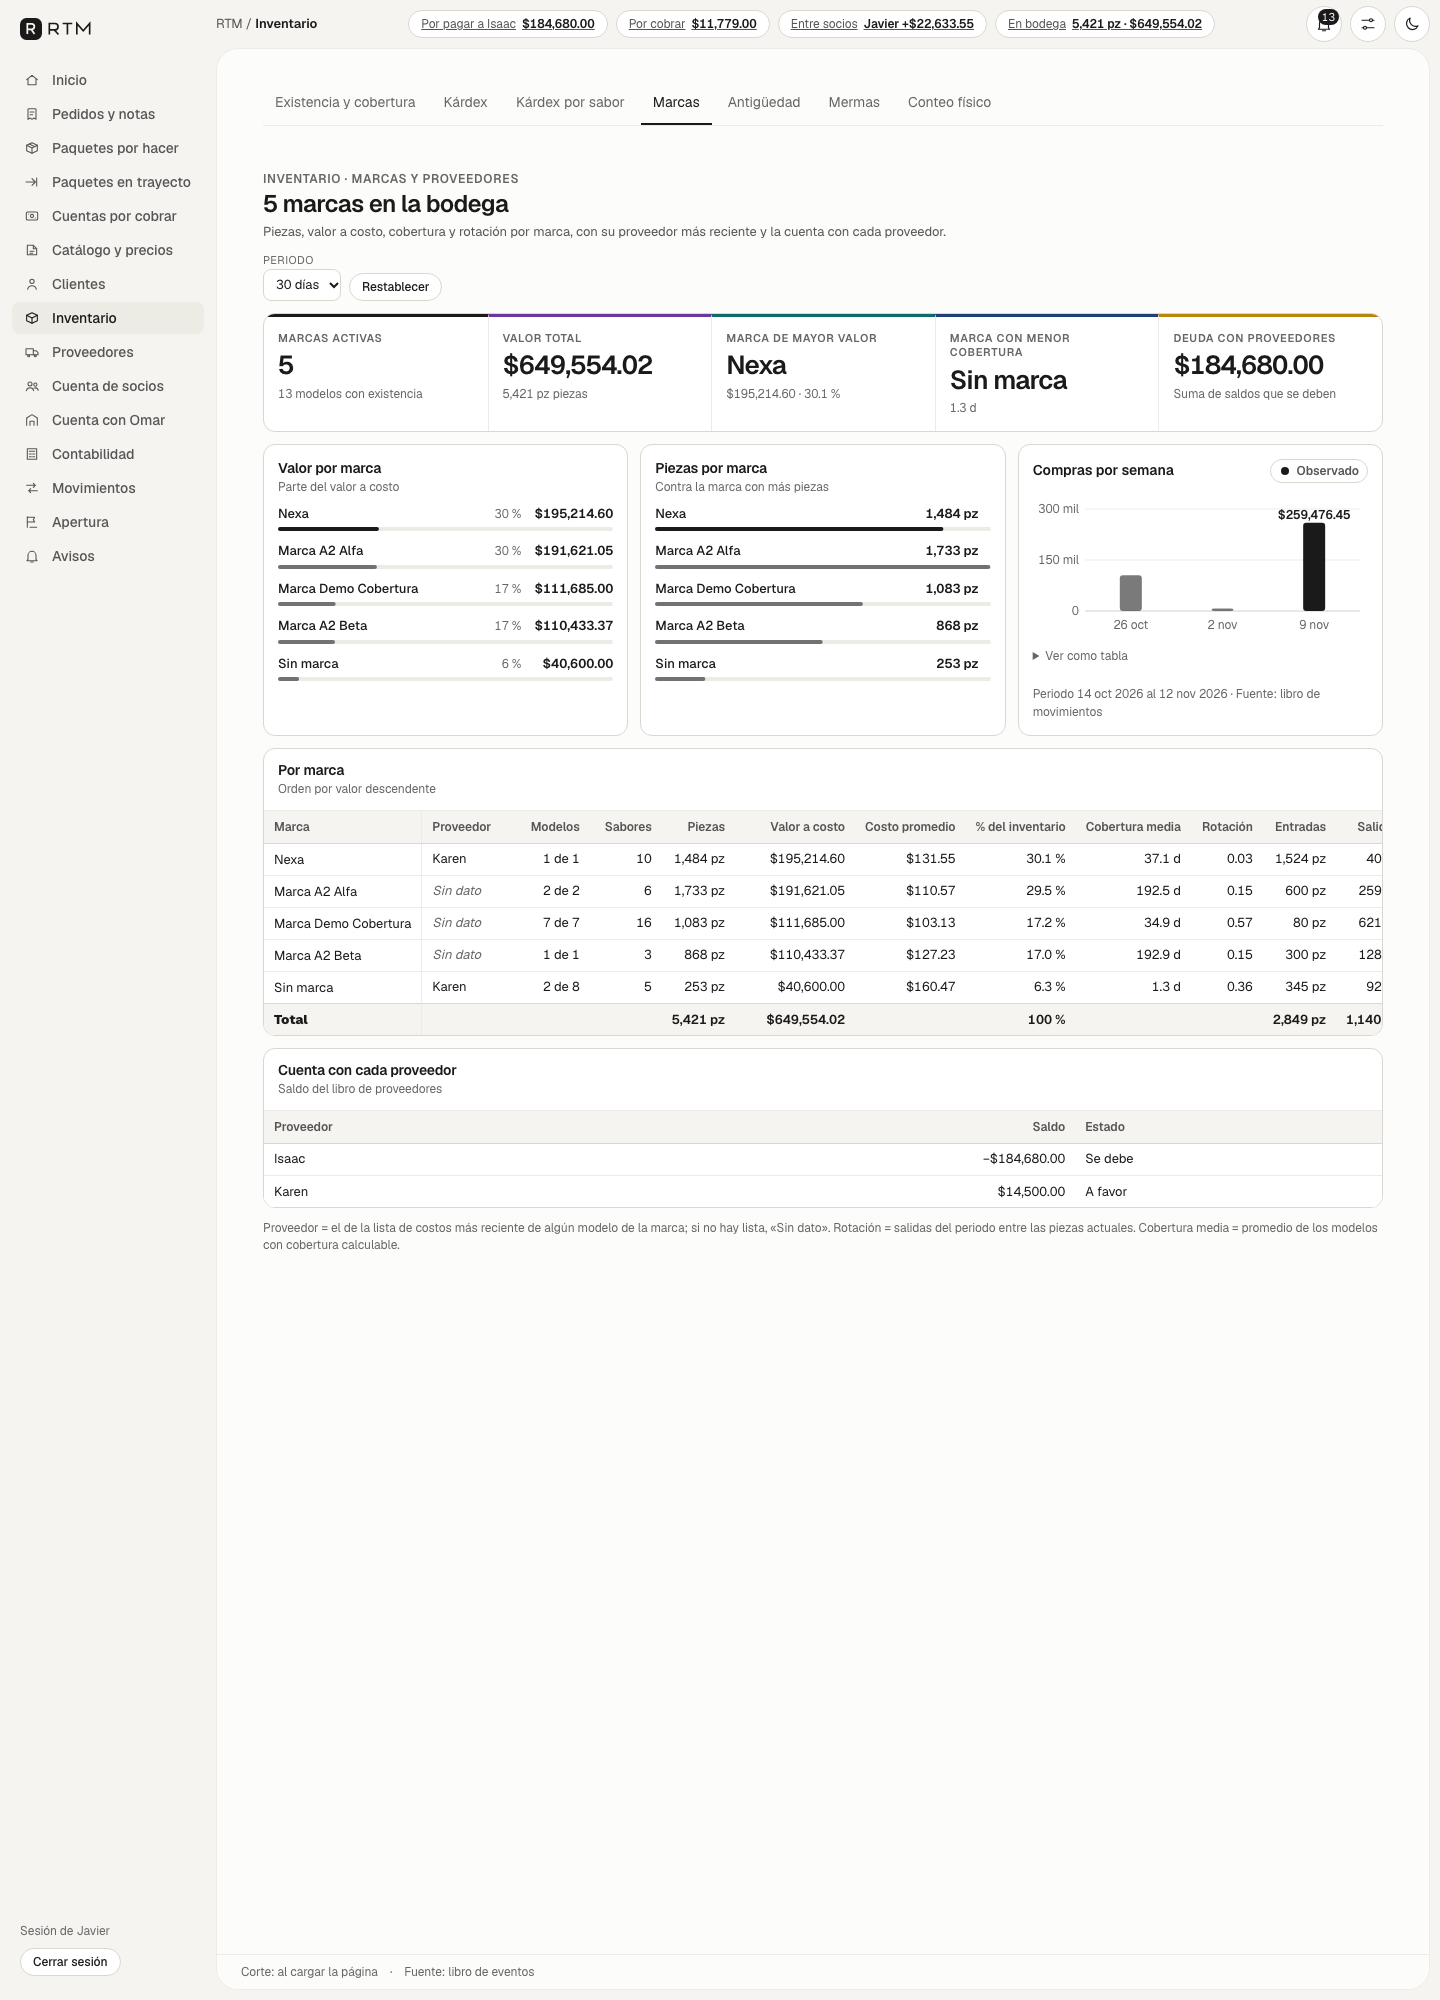 R RTM
RTM / Inventario
Por pagar a Isaac $184,680.00
Por cobrar $11,779.00
Entre socios Javier +$22,633.55
En bodega 5,421 pz · $649,554.02
13
Inicio
Pedidos y notas
Paquetes por hacer
Paquetes en trayecto
Cuentas por cobrar
Catálogo y precios
Clientes
Inventario
Proveedores
Cuenta de socios
Cuenta con Omar
Contabilidad
Movimientos
Apertura
Avisos
Existencia y cobertura Kárdex Kárdex por sabor Marcas Antigüedad Mermas Conteo físico
INVENTARIO · MARCAS Y PROVEEDORES
5 marcas en la bodega
Piezas, valor a costo, cobertura y rotación por marca, con su proveedor más reciente y la cuenta con cada proveedor.
PERIODO
30 días Restablecer
MARCAS ACTIVAS
5
13 modelos con existencia
VALOR TOTAL
$649,554.02
5,421 pz piezas
MARCA DE MAYOR VALOR
Nexa
$195,214.60 · 30.1 %
MARCA CON MENOR
COBERTURA
Sin marca
1.3 d
DEUDA CON PROVEEDORES
$184,680.00
Suma de saldos que se deben
Valor por marca
Parte del valor a costo
Nexa 30 % $195,214.60
Marca A2 Alfa 30 % $191,621.05
Marca Demo Cobertura 17 % $111,685.00
Marca A2 Beta 17 % $110,433.37
Sin marca 6 % $40,600.00
Piezas por marca
Contra la marca con más piezas
Nexa 1,484 pz
Marca A2 Alfa 1,733 pz
Marca Demo Cobertura 1,083 pz
Marca A2 Beta 868 pz
Sin marca 253 pz
Compras por semana Observado
300 mil
$259,476.45
150 mil
0
26 oct 2 nov 9 nov
Ver como tabla
Periodo 14 oct 2026 al 12 nov 2026 · Fuente: libro de
movimientos
Por marca
Orden por valor descendente
Marca Proveedor Modelos Sabores Piezas Valor a costo Costo promedio % del inventario Cobertura media Rotación Entradas
Nexa Karen 1 de 1 10 1,484 pz $195,214.60 $131.55 30.1 % 37.1 d 0.03 1,524 pz 40
Marca A2 Alfa Sin dato 2 de 2 6 1,733 pz $191,621.05 $110.57 29.5 % 192.5 d 0.15 600 pz 259
Marca Demo Cobertura Sin dato 7 de 7 16 1,083 pz $111,685.00 $103.13 17.2 % 34.9 d 0.57 80 pz 621
Marca A2 Beta Sin dato 1 de 1 3 868 pz $110,433.37 $127.23 17.0 % 192.9 d 0.15 300 pz 128
Sin marca Karen 2 de 8 5 253 pz $40,600.00 $160.47 6.3 % 1.3 d 0.36 345 pz 92
Total 5,421 pz $649,554.02 100 % 2,849 pz 1,140
Cuenta con cada proveedor
Saldo del libro de proveedores
Proveedor Saldo Estado
Isaac −$184,680.00 Se debe
Karen $14,500.00 A favor
Proveedor = el de la lista de costos más reciente de algún modelo de la marca; si no hay lista, «Sin dato». Rotación = salidas del periodo entre las piezas actuales. Cobertura media = promedio de los modelos
con cobertura calculable.
Sesión de Javier
Cerrar sesión
Corte: al cargar la página · Fuente: libro de eventos